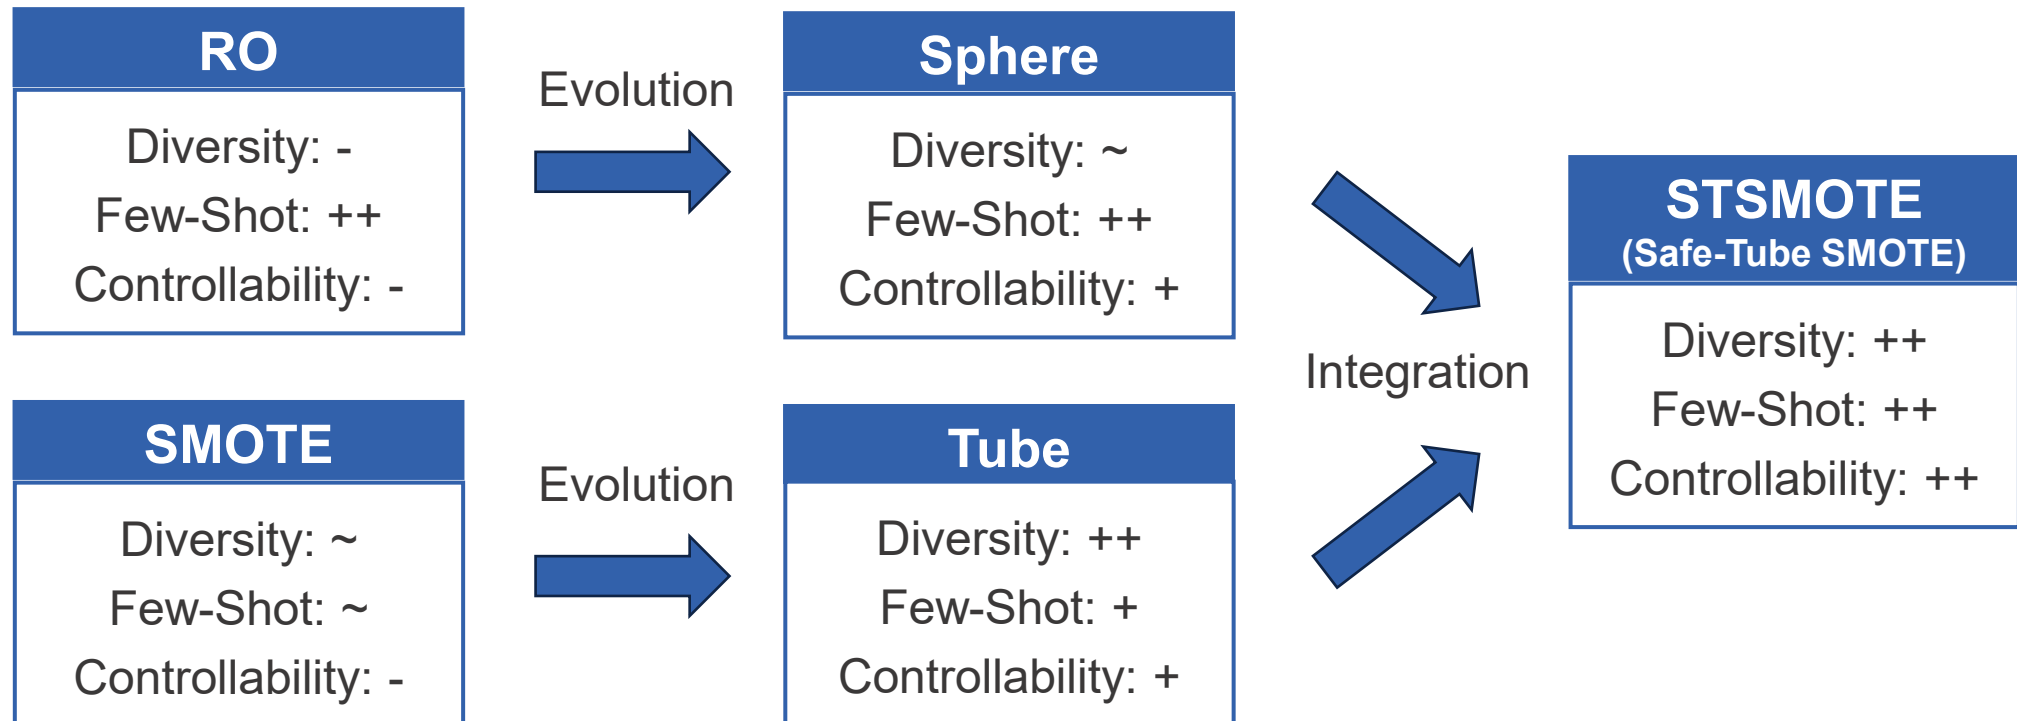 RO
Diversity: -
Few-Shot: ++
Controllability: -
Evolution
Sphere
Diversity: ~
Few-Shot: ++
Controllability: +
SMOTE
Diversity: ~
Few-Shot: ~
Controllability: -
Evolution
Tube
Diversity: ++
Few-Shot: +
Controllability: +
Integration
STSMOTE
(Safe-Tube SMOTE)
Diversity: ++
Few-Shot: ++
Controllability: ++